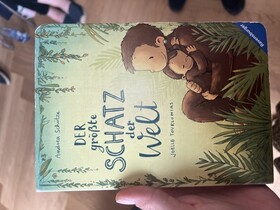 Ravensburger
Andrea Schütze
DER
größte
SCHATZ
der
Welt
Joëlle Tourlonias